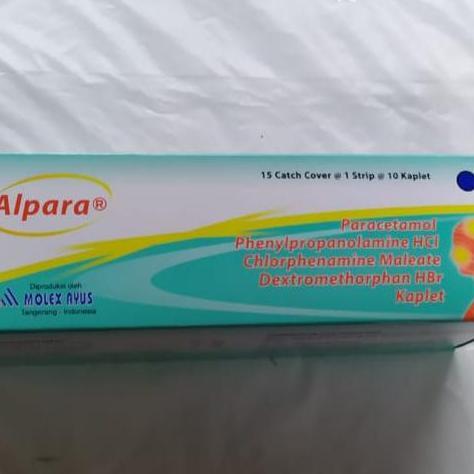 15 Catch Cover @ 1 Strip @ 10 Kaplet
Alpara®
Paracetamol
Phenylpropanolamine HCl
Chlorphenamine Maleate
Dextromethorphan HBr
Kaplet
Diproduksi oleh
MOLEX AYUS
Tangerang - Indonesia